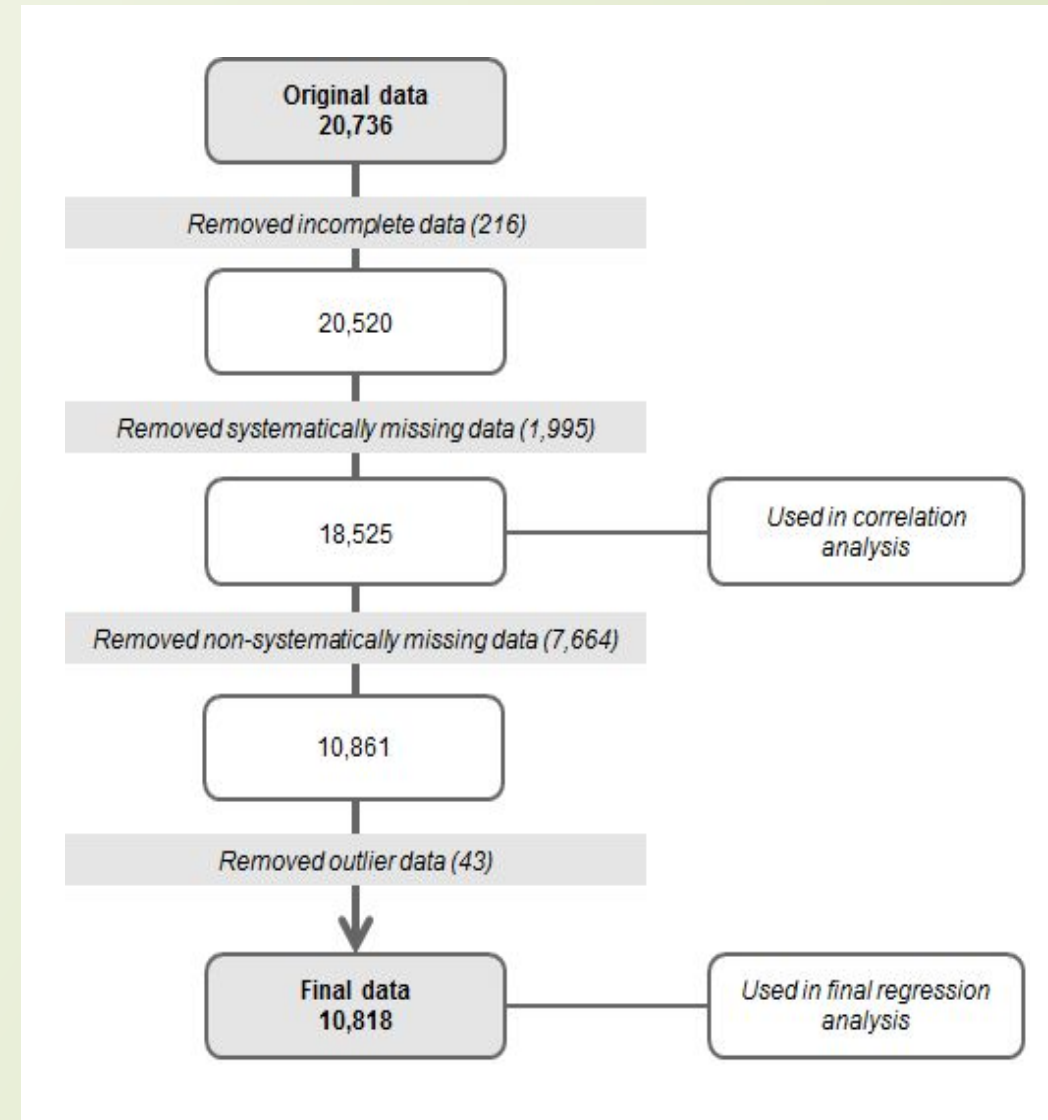 Original data
20,736
Removed incomplete data (216)
20,520
Removed systematically missing data (1,995)
18,525
Used in correlation
analysis
Removed non-systematically missing data (7,664)
10,861
Removed outlier data (43)
Final data
10,818
Used in final regression
analysis